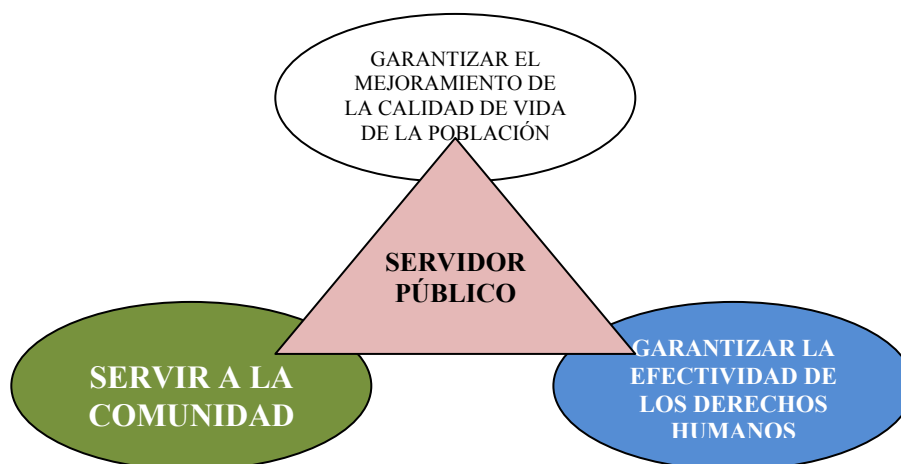 GARANTIZAR EL
MEJORAMIENTO DE
LA CALIDAD DE VIDA
DE LA POBLACIÓN
SERVIDOR
PÚBLICO
SERVIR A LA
COMUNIDAD
GARANTIZAR LA
EFECTIVIDAD DE
LOS DERECHOS
HUMANOS